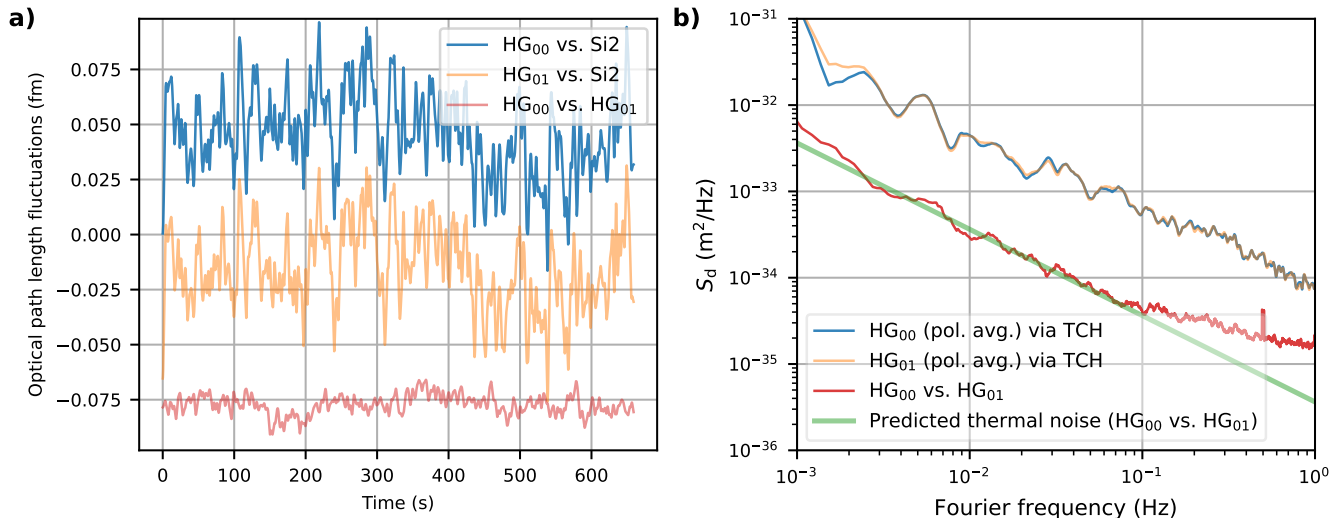 a)
Optical path length fluctuations (fm)
0.075
0.050
0.025
0.000
−0.025
−0.050
−0.075
HG₀₀ vs. Si2
HG₀₁ vs. Si2
HG₀₀ vs. HG₀₁
0 100 200 300 400 500 600
Time (s)
b)
S_d (m²/Hz)
10⁻³¹
10⁻³²
10⁻³³
10⁻³⁴
10⁻³⁵
10⁻³⁶
HG₀₀ (pol. avg.) via TCH
HG₀₁ (pol. avg.) via TCH
HG₀₀ vs. HG₀₁
Predicted thermal noise (HG₀₀ vs. HG₀₁)
10⁻³ 10⁻² 10⁻¹ 10⁰
Fourier frequency (Hz)